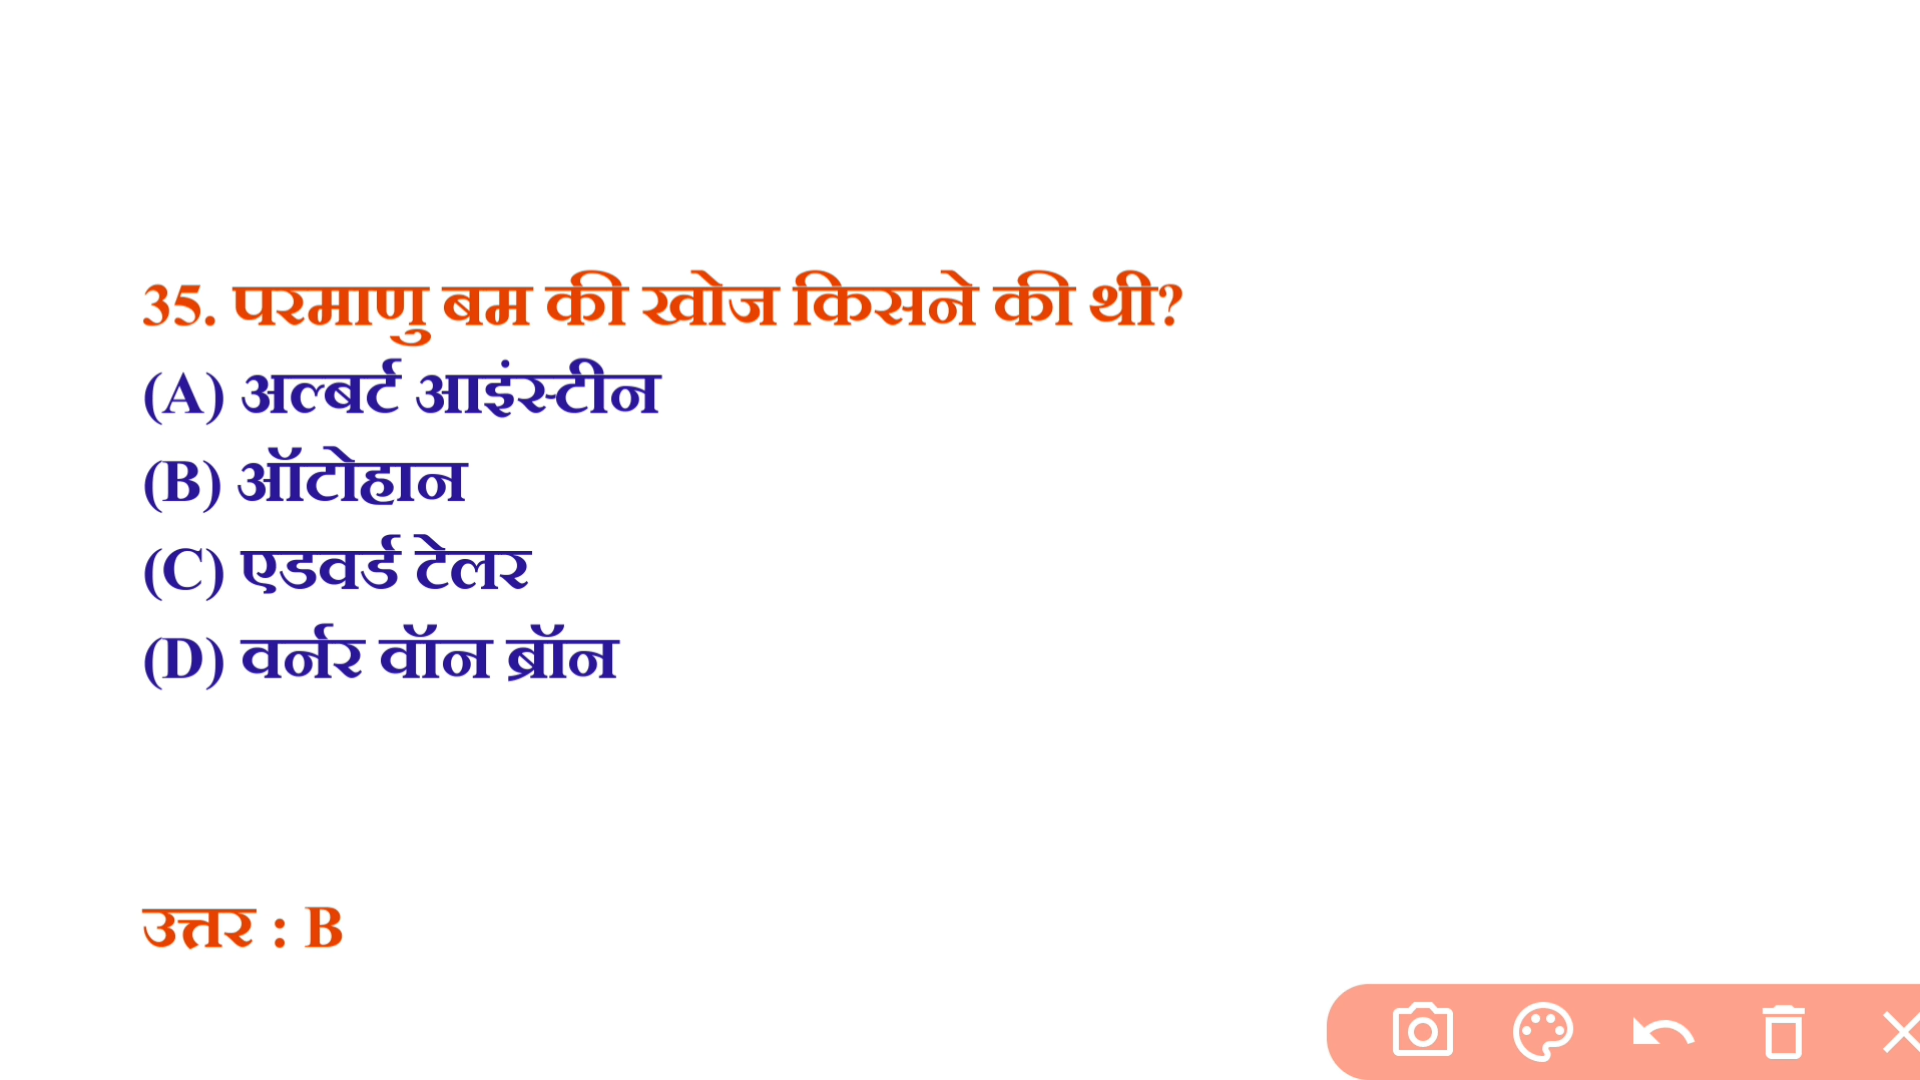 35. परमाणु बम की खोज किसने की थी?
(A) अल्बर्ट आइंस्टीन
(B) ऑटोहान
(C) एडवर्ड टेलर
(D) वर्नर वॉन ब्रॉन
उत्तर : B